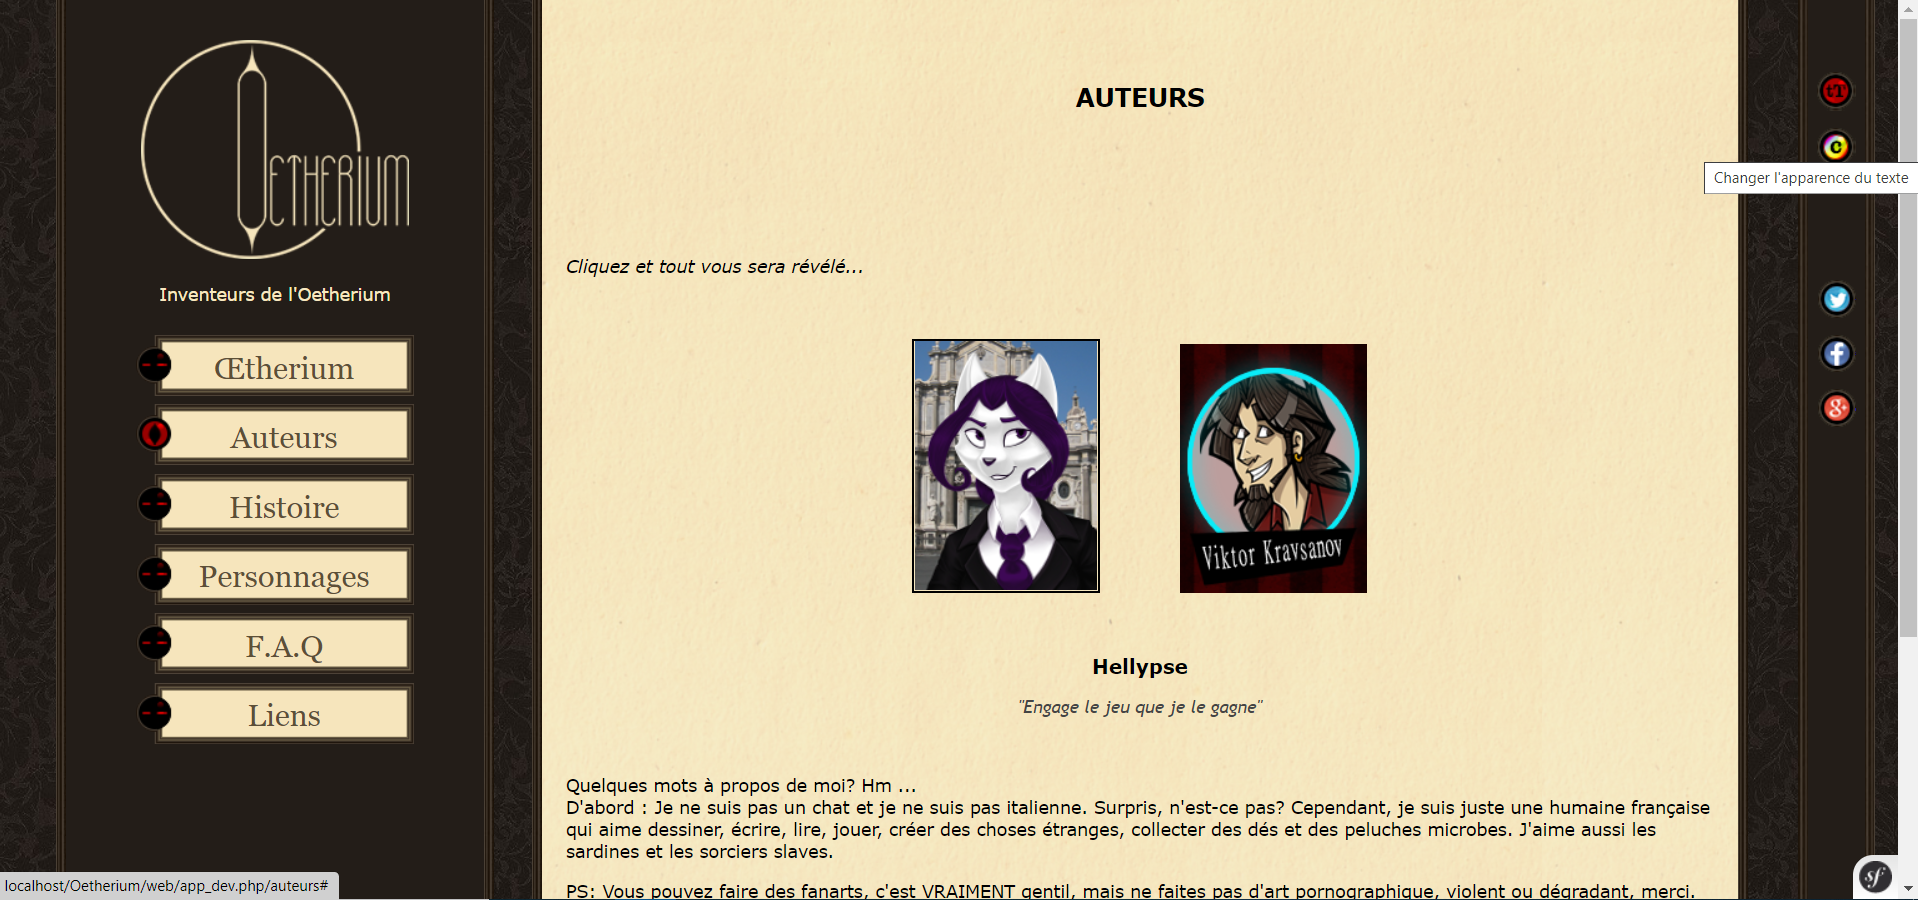 OETHERIUM
Inventeurs de l'Oetherium
Œtherium
Auteurs
Histoire
Personnages
F.A.Q
Liens
AUTEURS
Cliquez et tout vous sera révélé...
Viktor Kravsanov
Hellypse
"Engage le jeu que je le gagne"
Quelques mots à propos de moi? Hm ...
D'abord : Je ne suis pas un chat et je ne suis pas italienne. Surpris, n'est-ce pas? Cependant, je suis juste une humaine française
qui aime dessiner, écrire, lire, jouer, créer des choses étranges, collecter des dés et des peluches microbes. J'aime aussi les
sardines et les sorciers slaves.
PS: Vous pouvez faire des fanarts, c'est VRAIMENT gentil, mais ne faites pas d'art pornographique, violent ou dégradant, merci.
tT
C
Changer l'apparence du texte
f
g+
sf
localhost/Oetherium/web/app_dev.php/auteurs#